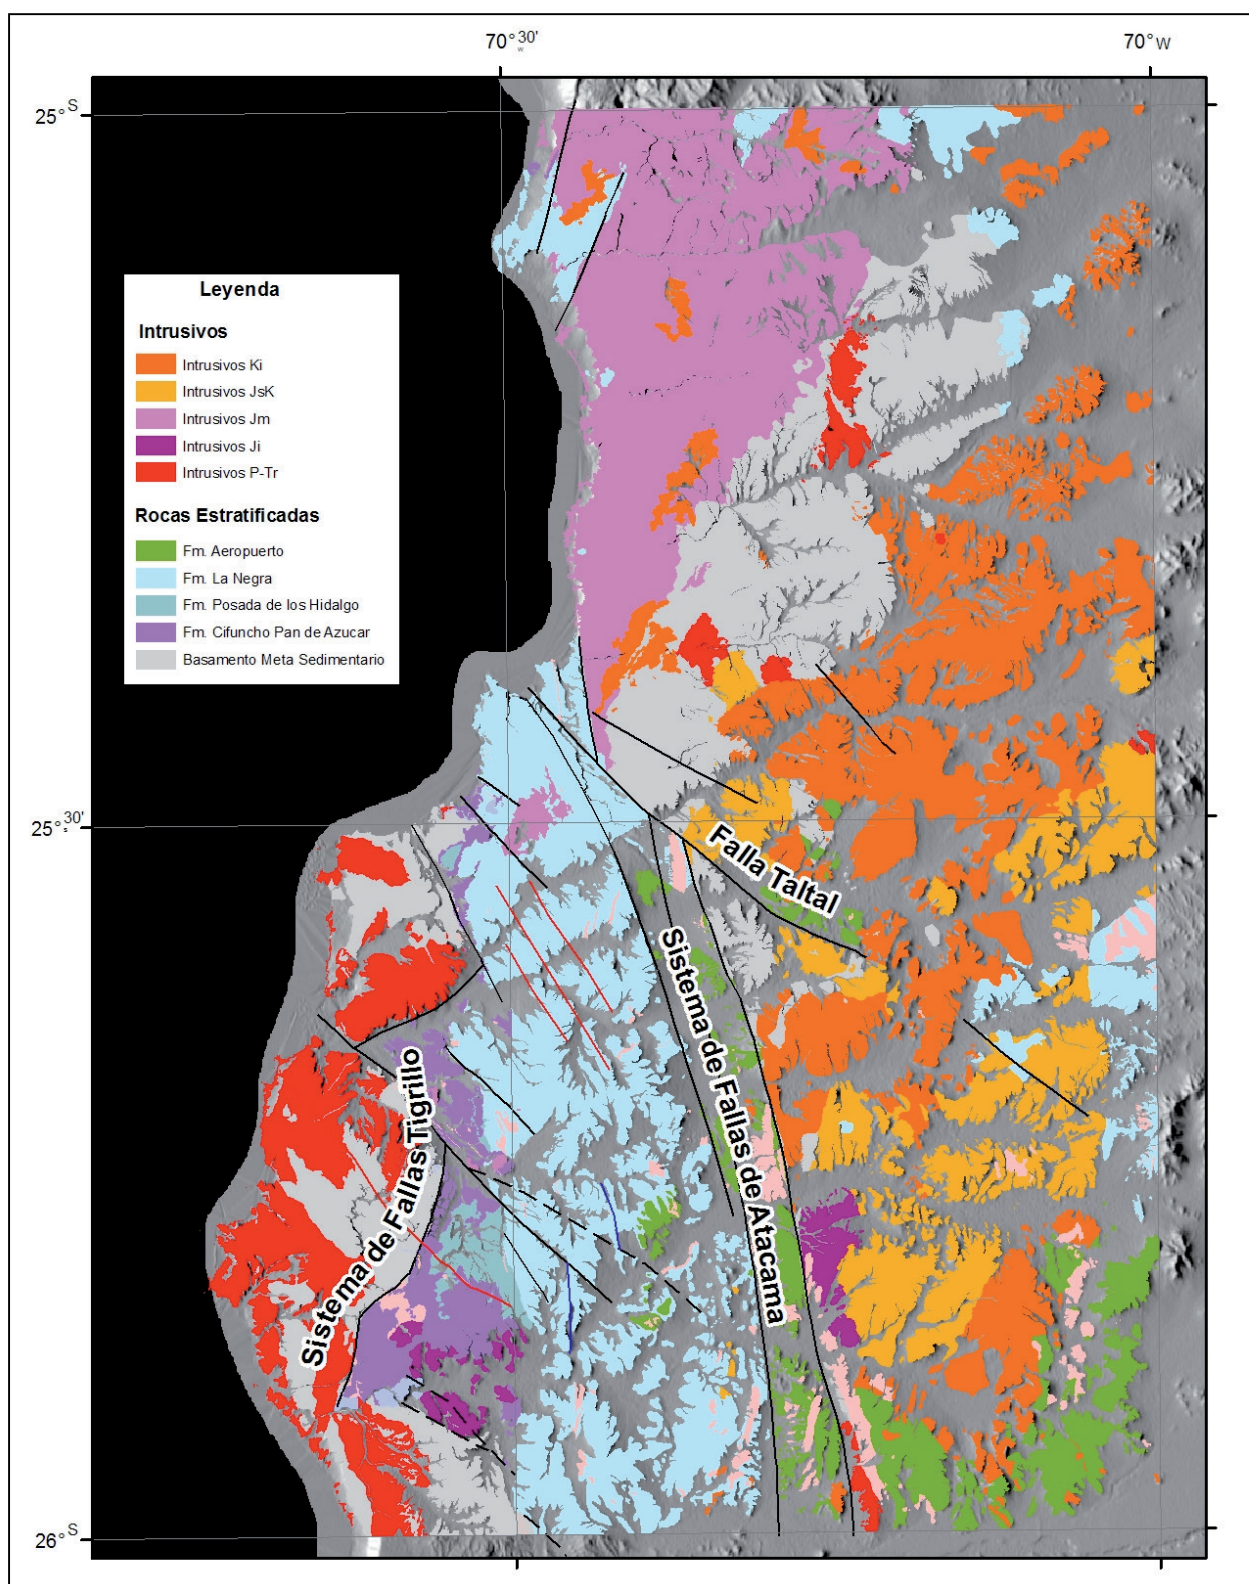 70°30'
w
70°W
25°S
Leyenda
Intrusivos
Intrusivos Ki
Intrusivos JsK
Intrusivos Jm
Intrusivos Ji
Intrusivos P-Tr
Rocas Estratificadas
Fm. Aeropuerto
Fm. La Negra
Fm. Posada de los Hidalgo
Fm. Cifuncho Pan de Azucar
Basamento Meta Sedimentario
25°30'
s
Falla Taltal
Sistema de Fallas de Atacama
Sistema de Fallas Tigrillo
26°S